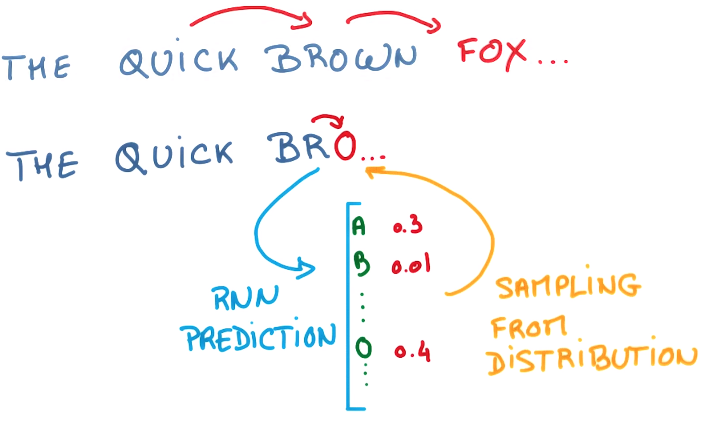 THE QUiCK BROWN FOX...
THE QUiCK BRO...
A 0.3
B 0.01
RNN
PREDiCTiON
O 0.4
SAMPLiNG
FROM
DiSTRiBUTiON